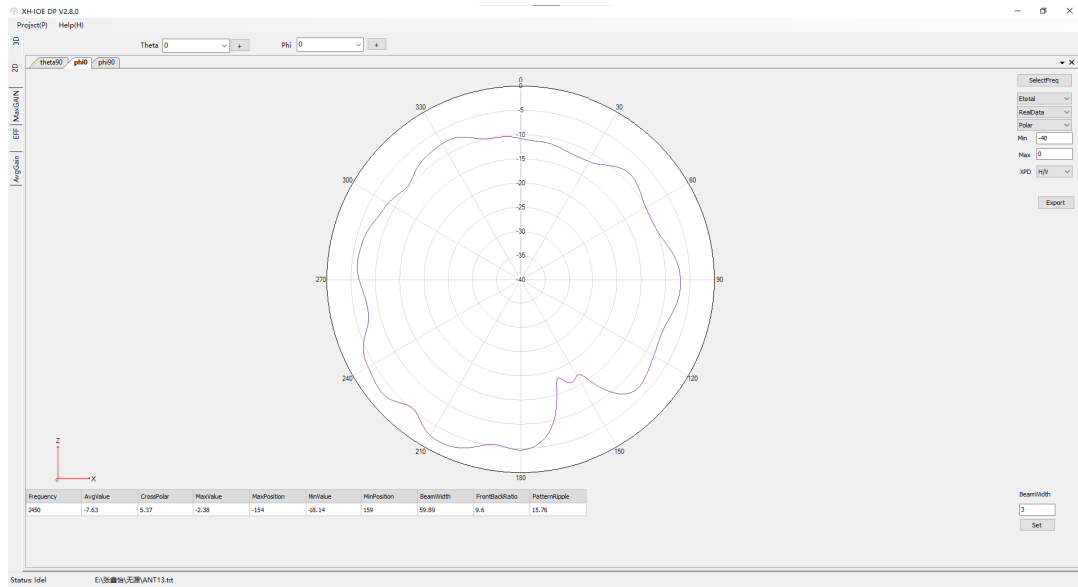 XH-IOE DP V2.8.0
Project(P) Help(H)
3D
2D
MaxGAIN
EFF
AvgGain
Theta 0 + Phi 0 +
theta90 phi0 phi90
0
30
60
90
120
150
180
210
240
270
300
330
0
-5
-10
-15
-20
-25
-30
-35
-40
SelectFreq
Etotal
RealData
Polar
Min -40
Max 0
XPD H/V
Export
Z
X
Frequency AvgValue CrossPolar MaxValue MaxPosition MinValue MinPosition BeamWidth FrontBackRatio PatternRipple
2450 -7.63 5.37 -2.38 -154 -18.14 159 59.89 9.6 15.76
BeamWidth
3
Set
Status: Idel E:\张鑫怡\无源\ANT13.txt